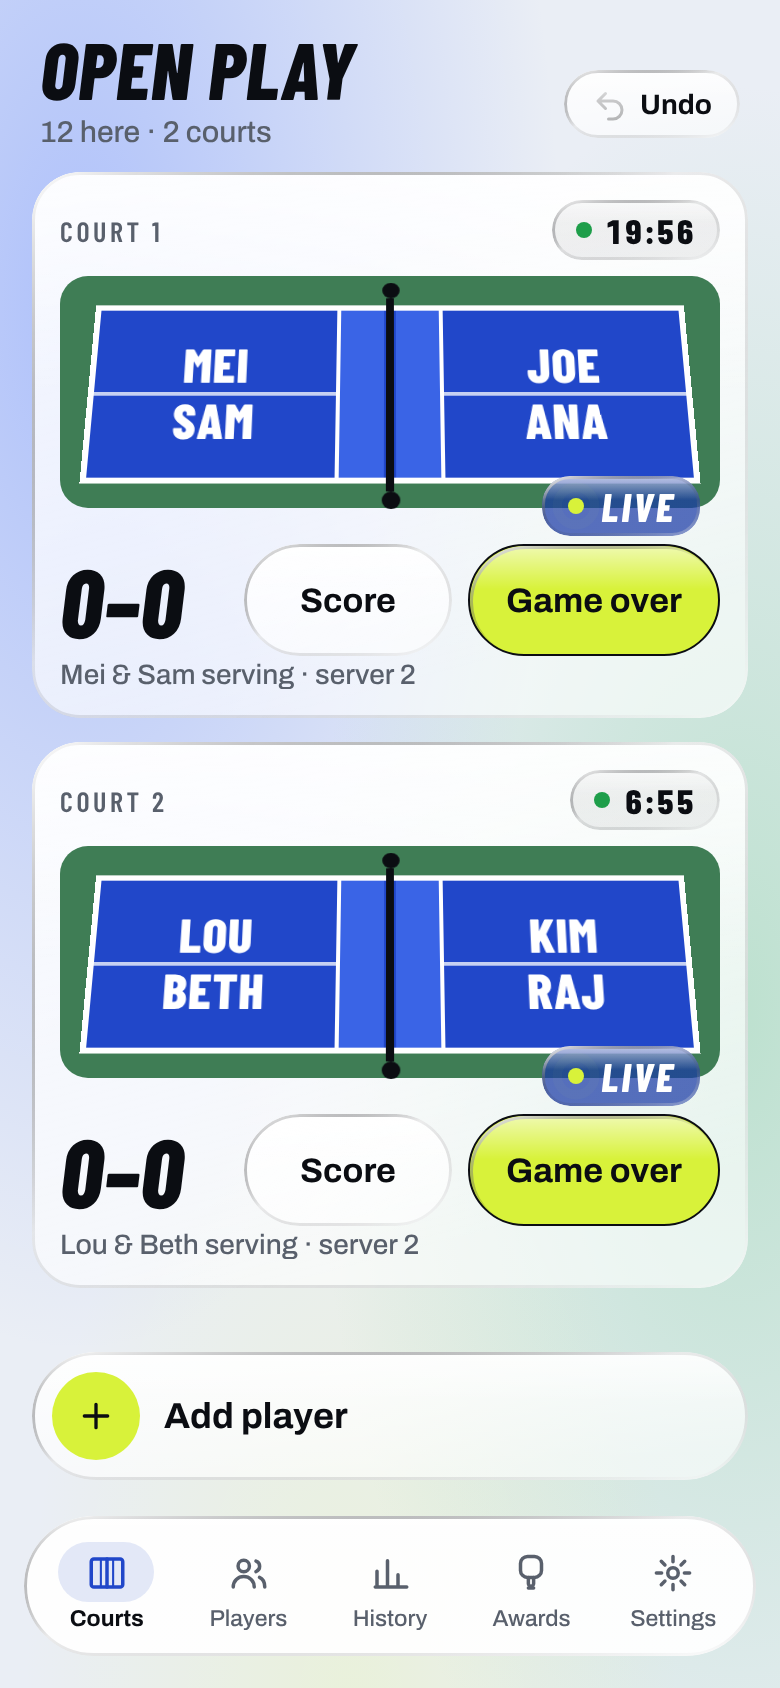 OPEN PLAY
12 here · 2 courts
Undo
COURT 1
19:56
MEI
SAM
JOE
ANA
LIVE
0–0
Score
Game over
Mei & Sam serving · server 2
COURT 2
6:55
LOU
BETH
KIM
RAJ
LIVE
0–0
Score
Game over
Lou & Beth serving · server 2
Add player
Courts
Players
History
Awards
Settings